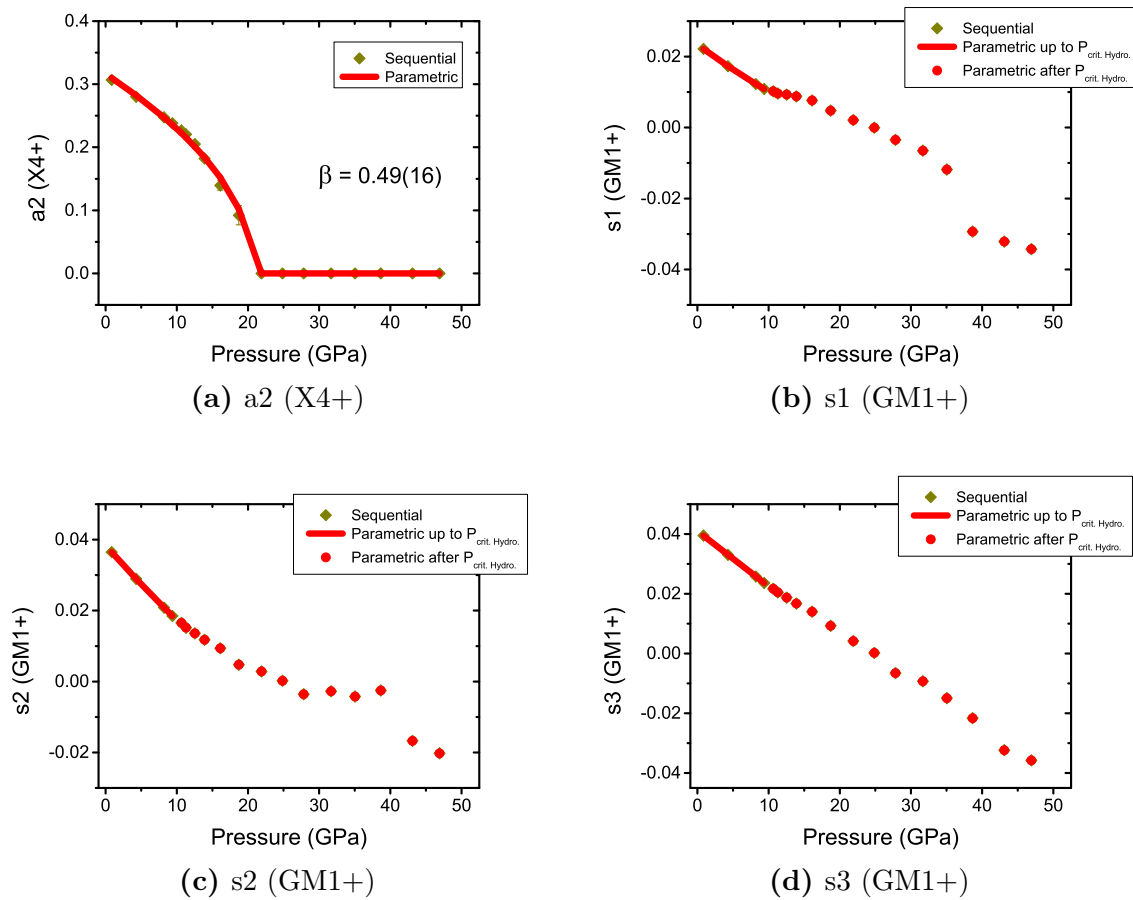 0.4
0.3
0.2
0.1
0.0
a2 (X4+)
Sequential
Parametric
β = 0.49(16)
0 10 20 30 40 50
Pressure (GPa)
(a) a2 (X4+)
Sequential
Parametric up to Pcrit. Hydro.
Parametric after Pcrit. Hydro.
0.02
0.00
-0.02
-0.04
s1 (GM1+)
0 10 20 30 40 50
Pressure (GPa)
(b) s1 (GM1+)
Sequential
Parametric up to Pcrit. Hydro.
Parametric after Pcrit. Hydro.
0.04
0.02
0.00
-0.02
s2 (GM1+)
0 10 20 30 40 50
Pressure (GPa)
(c) s2 (GM1+)
Sequential
Parametric up to Pcrit. Hydro.
Parametric after Pcrit. Hydro.
0.04
0.02
0.00
-0.02
-0.04
s3 (GM1+)
0 10 20 30 40 50
Pressure (GPa)
(d) s3 (GM1+)